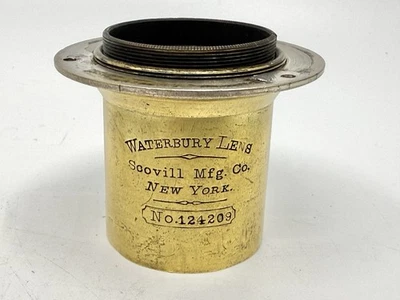 WATERBURY LENS
Scovill Mfg. Co.
NEW YORK.
No. 124209